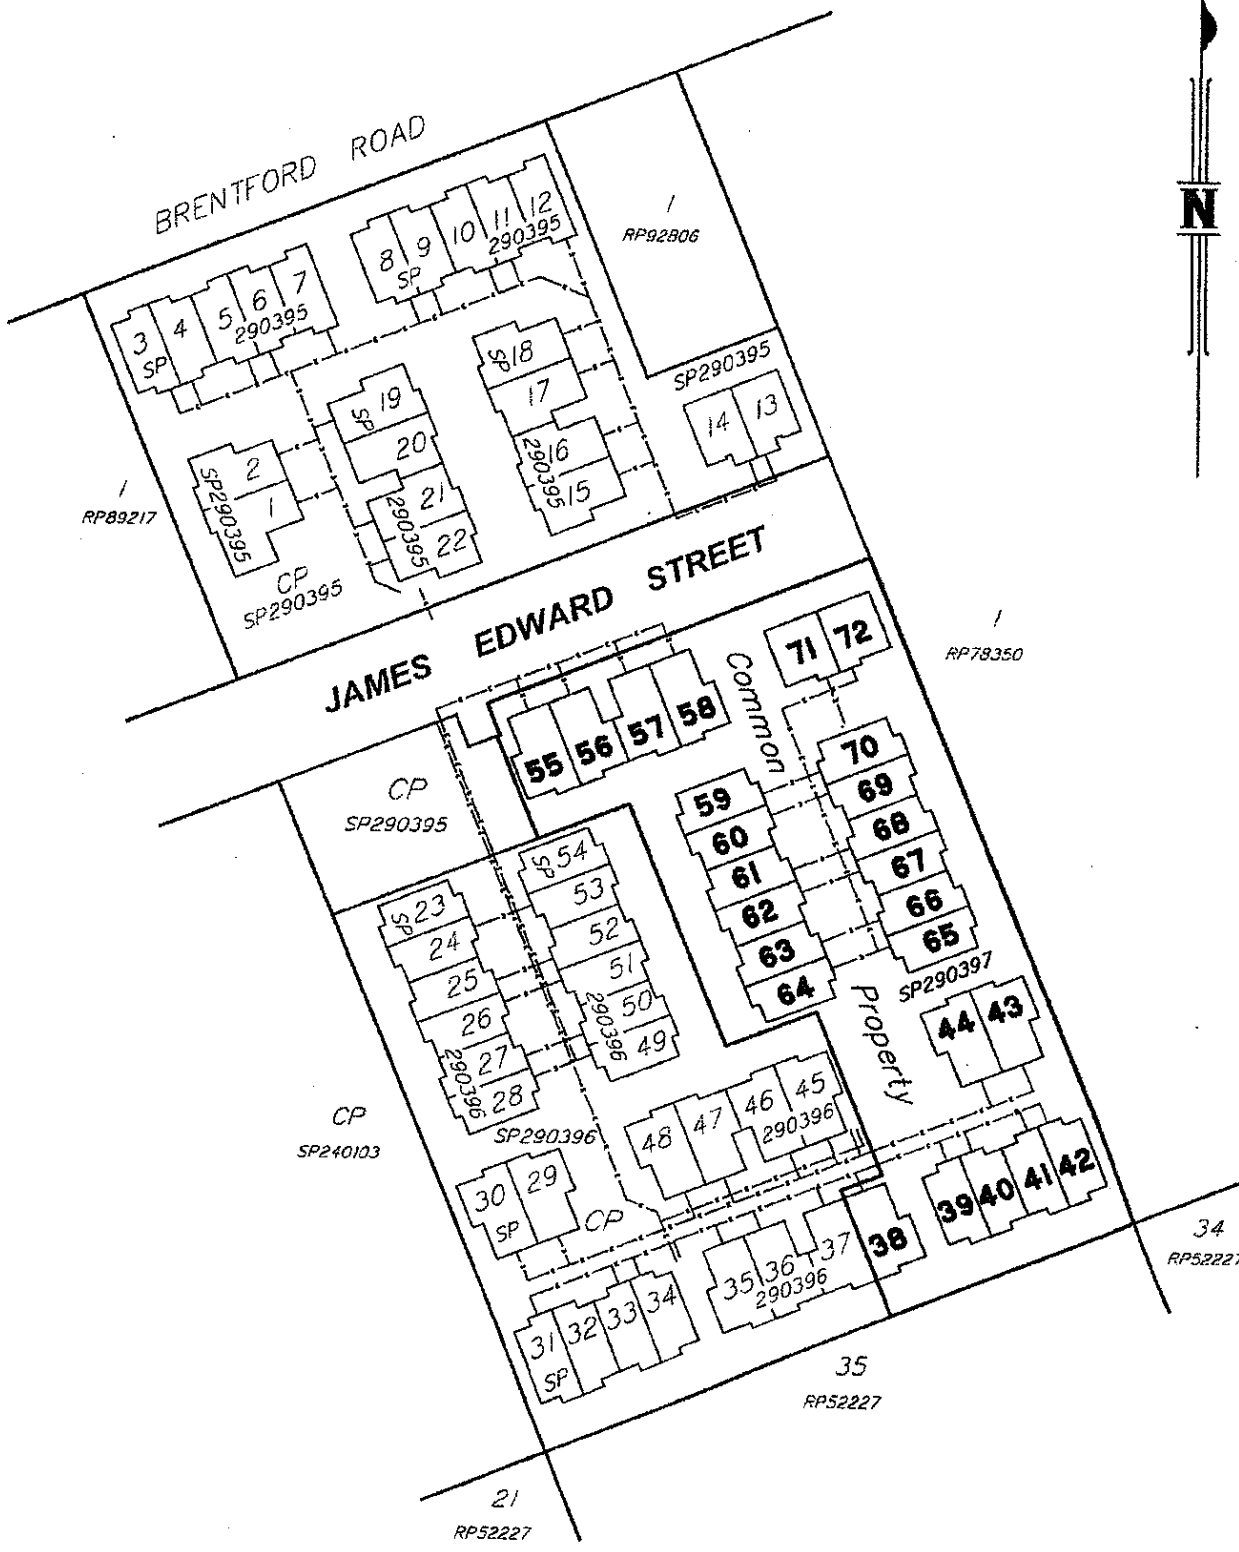 N
BRENTFORD ROAD
1
RP92806
8 9 10 11 12
SP 290395
3 4 5 6 7
SP 290395
SP 18
17
16
15
290395
SP290395
14 13
SP 19
20
21
22
290395
2
1
SP290395
1
RP89217
CP
SP290395
JAMES EDWARD STREET
71 72
1
RP78350
Common
55 56 57 58
CP
SP290395
70
69
68
67
66
65
SP290397
59
60
61
62
63
64
SP 54
53
52
51
50
49
290396
SP 23
24
25
26
27
28
290396
SP290396
Property
44 43
CP
SP240103
48 47 46 45
290396
30 29
SP
CP
39 40 41 42
35 36 37 38
290396
31 32 33 34
SP
34
RP52227
35
RP52227
21
RP52227